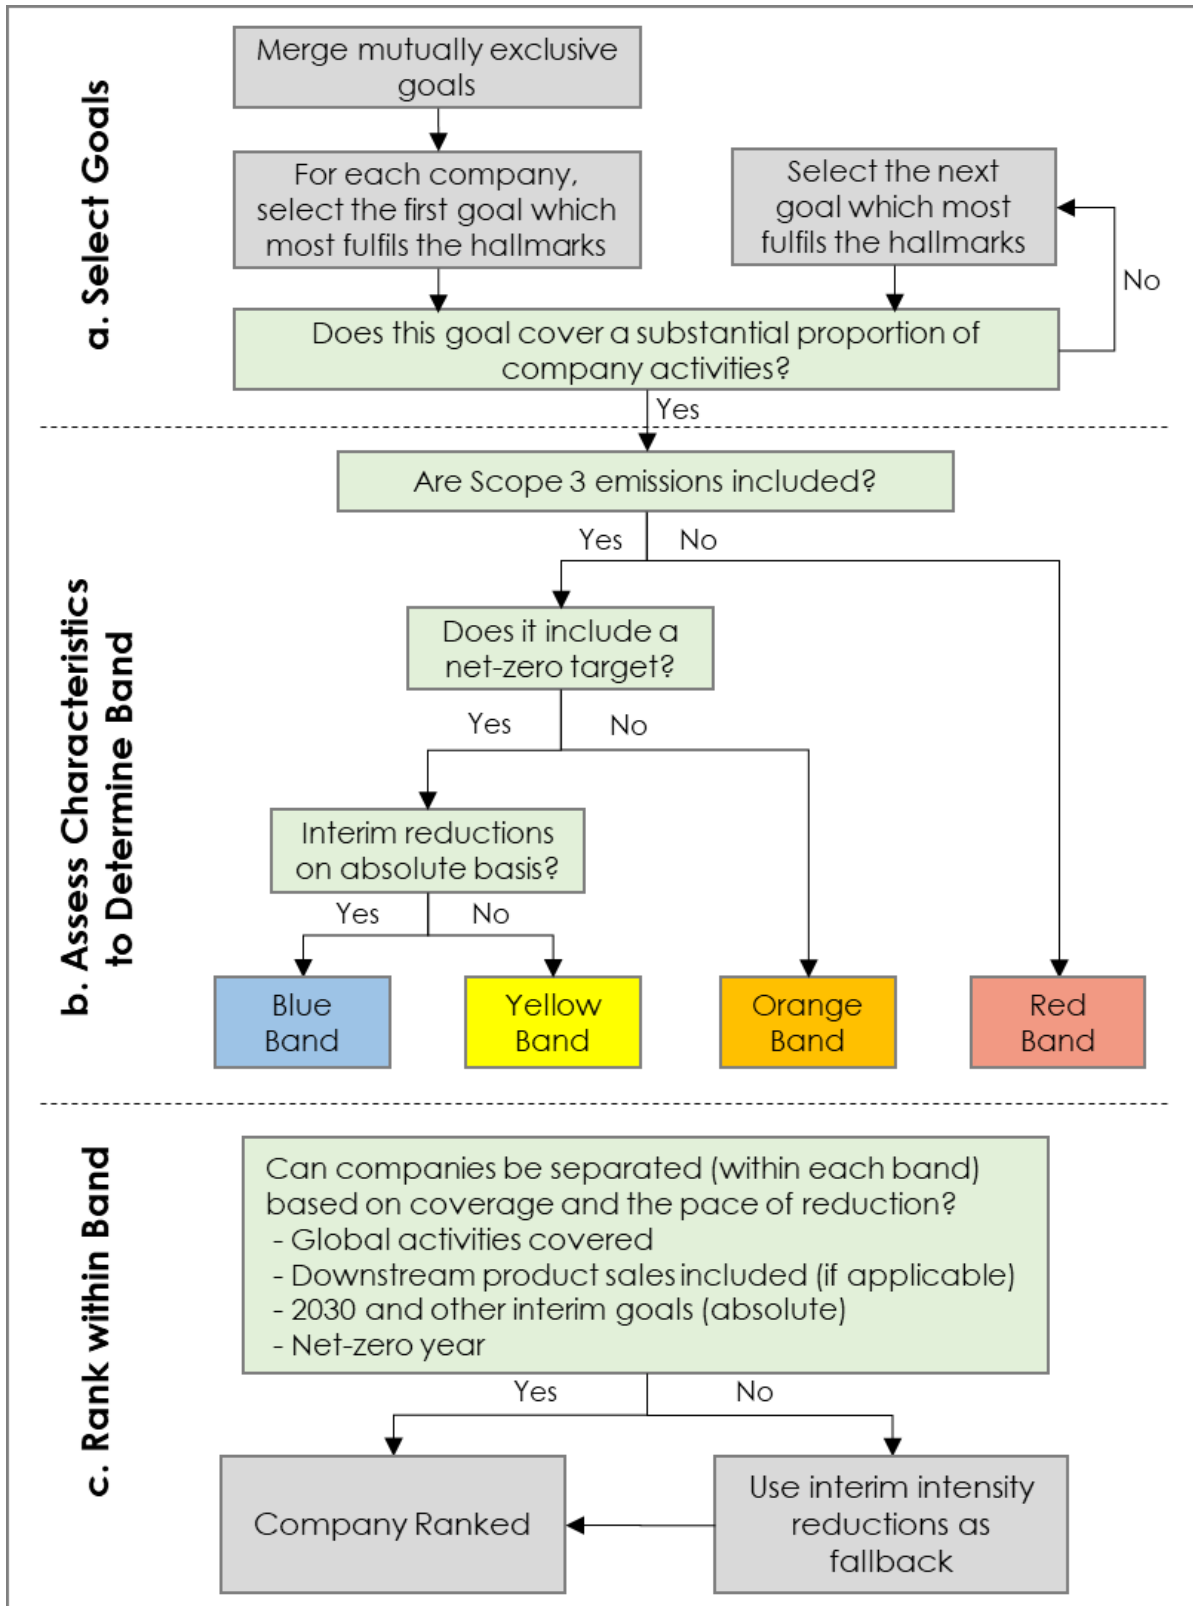 a. Select Goals
Merge mutually exclusive
goals
For each company,
select the first goal which
most fulfils the hallmarks
Select the next
goal which most
fulfils the hallmarks
No
Does this goal cover a substantial proportion of
company activities?
Yes
b. Assess Characteristics
to Determine Band
Are Scope 3 emissions included?
Yes
No
Does it include a
net-zero target?
Yes
No
Interim reductions
on absolute basis?
Yes
No
Blue
Band
Yellow
Band
Orange
Band
Red
Band
c. Rank within Band
Can companies be separated (within each band)
based on coverage and the pace of reduction?
- Global activities covered
- Downstream product sales included (if applicable)
- 2030 and other interim goals (absolute)
- Net-zero year
Yes
No
Company Ranked
Use interim intensity
reductions as
fallback